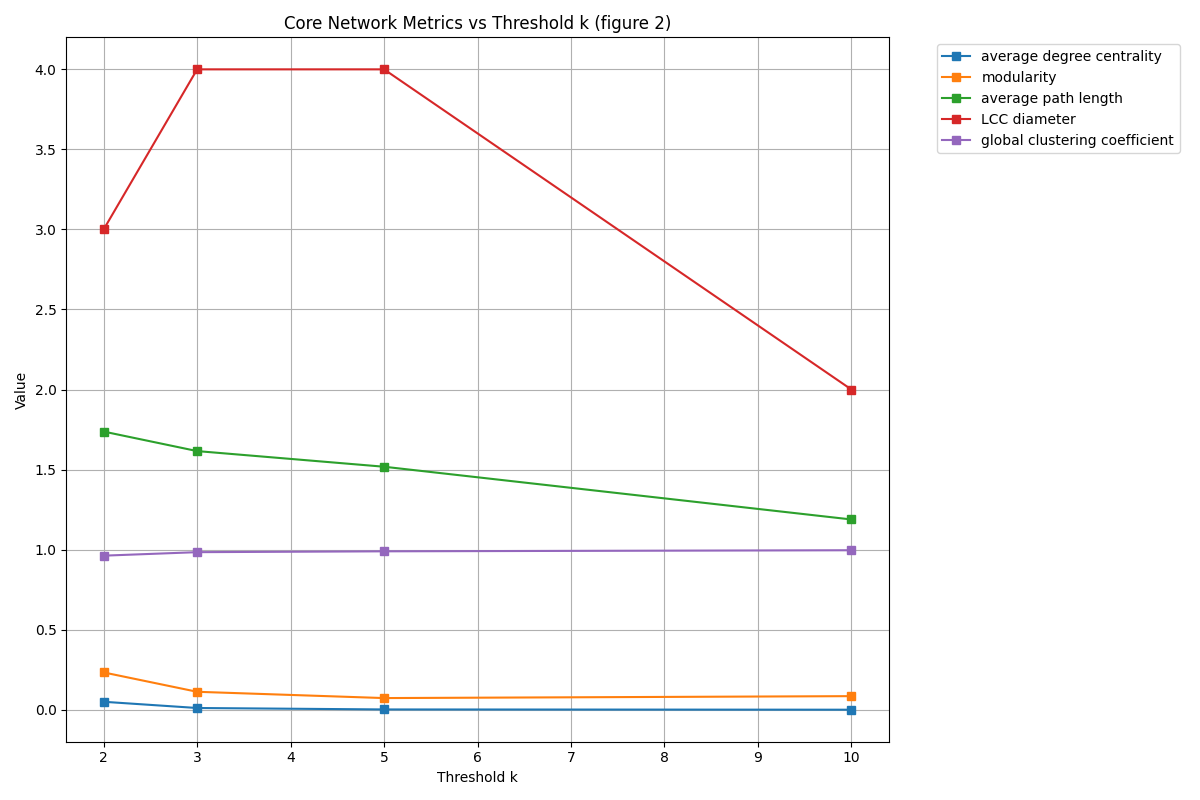 Core Network Metrics vs Threshold k (figure 2)
average degree centrality
modularity
average path length
LCC diameter
global clustering coefficient
4.0
3.5
3.0
2.5
2.0
1.5
1.0
0.5
0.0
Value
2 3 4 5 6 7 8 9 10
Threshold k